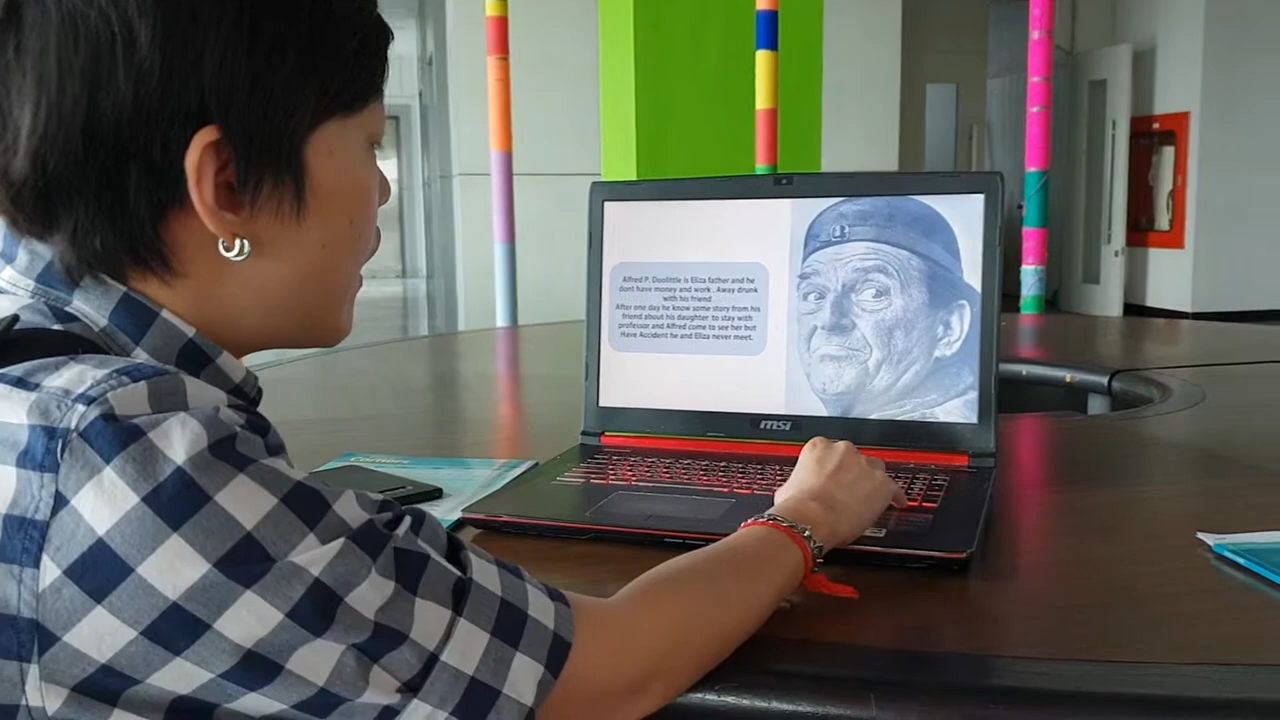 Alfred P. Doolittle is Eliza father and he
dont have money and work . Away drunk
with his friend
After one day he know some story from his
friend about his daughter to stay with
professor and Alfred come to see her but
Have Accident he and Eliza never meet.
msi